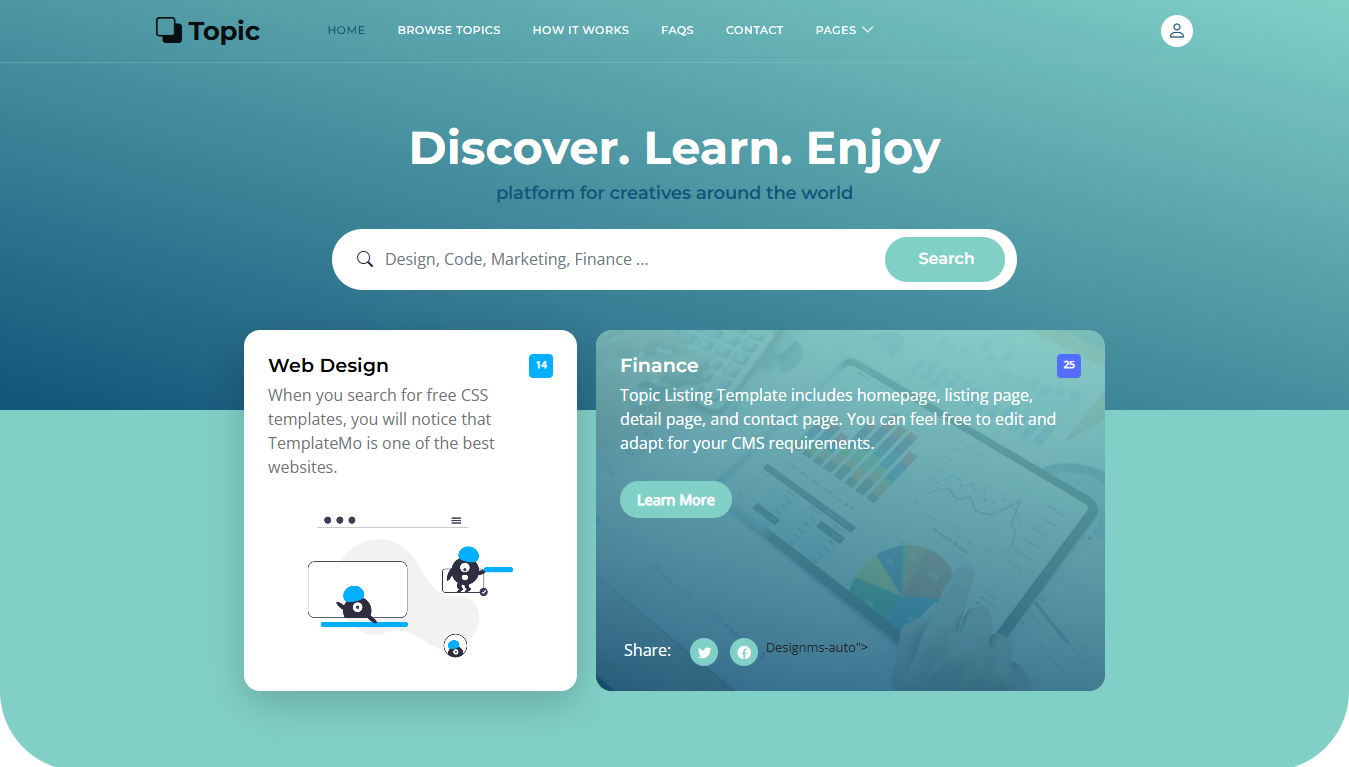 Topic
HOME
BROWSE TOPICS
HOW IT WORKS
FAQS
CONTACT
PAGES
Discover. Learn. Enjoy
platform for creatives around the world
Design, Code, Marketing, Finance ...
Search
Web Design
14
When you search for free CSS
templates, you will notice that
TemplateMo is one of the best
websites.
Finance
25
Topic Listing Template includes homepage, listing page,
detail page, and contact page. You can feel free to edit and
adapt for your CMS requirements.
Learn More
Share:
Designms-auto">